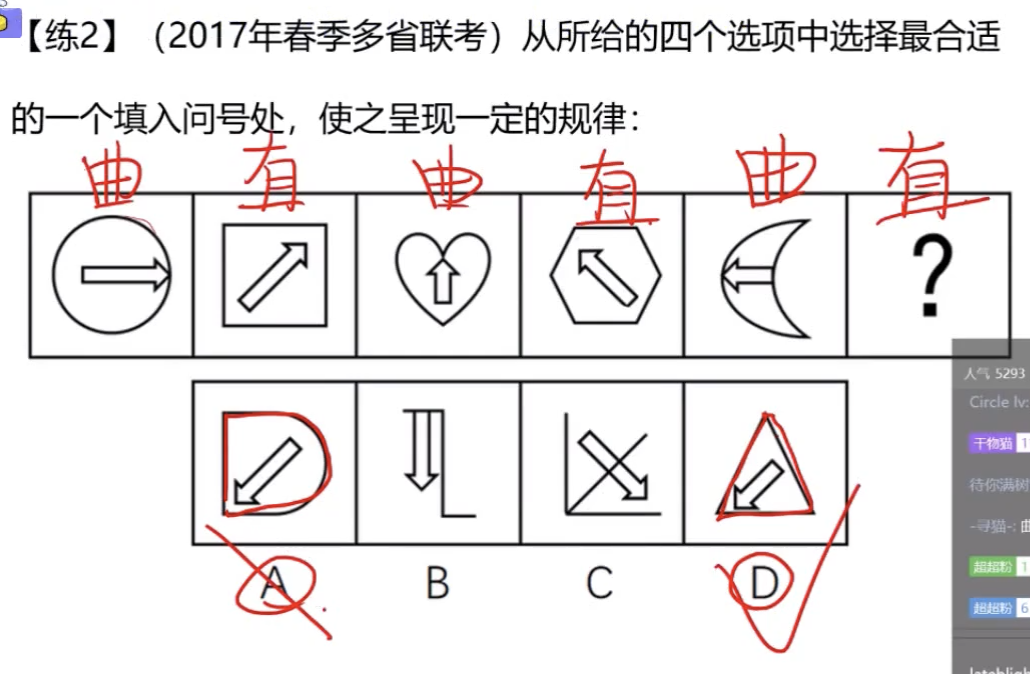 【练2】（2017年春季多省联考）从所给的四个选项中选择最合适
的一个填入问号处，使之呈现一定的规律：
曲 直 曲 直 曲 直
?
人气 5293
Circle lv:
干物猫 1
待你满树
-寻猫-: 曲
超超粉 1
超超粉 6
A B C D